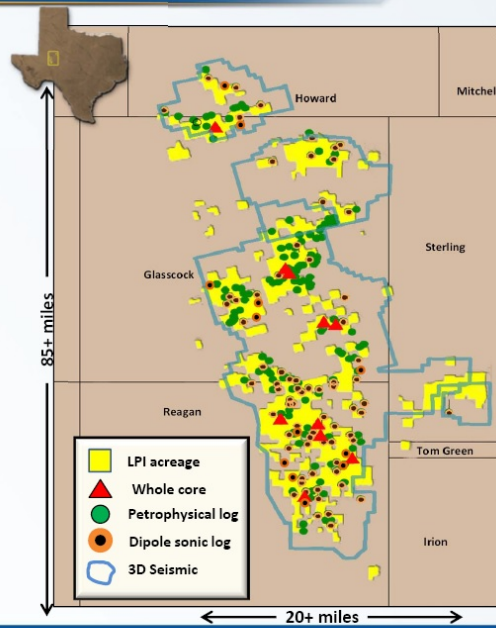 Howard
Mitchel
Glasscock
Sterling
85+ miles
Reagan
Tom Green
Irion
LPI acreage
Whole core
Petrophysical log
Dipole sonic log
3D Seismic
20+ miles